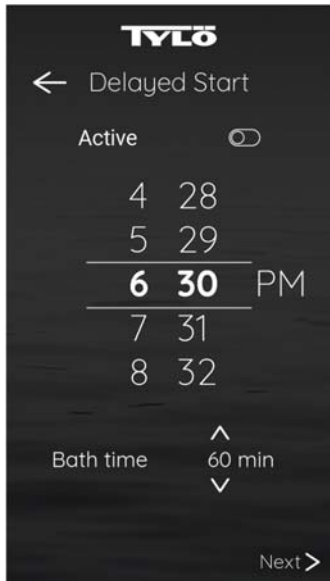 TYLÖ
Delayed Start
Active
4 28
5 29
6 30 PM
7 31
8 32
Bath time 60 min
Next >